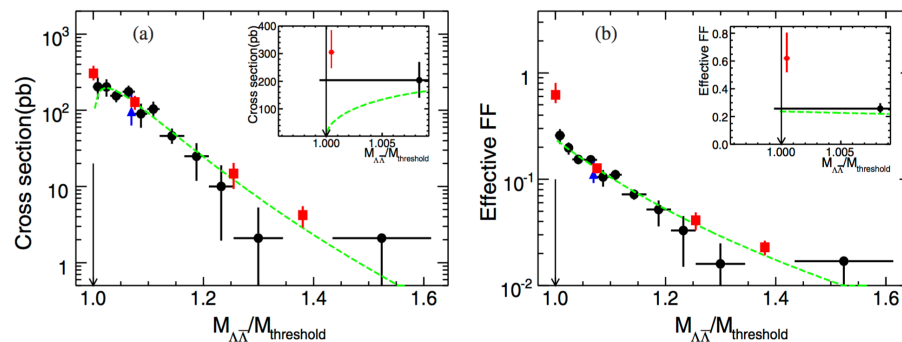 (a)
Cross section(pb)
10³
10²
10
1
1.0
1.2
1.4
1.6
M_ΛΛ̅/M_threshold
Cross section(pb)
400
300
200
100
0
1.000
1.005
M_ΛΛ̅/M_threshold
(b)
Effective FF
1
10⁻¹
10⁻²
1.0
1.2
1.4
1.6
M_ΛΛ̅/M_threshold
Effective FF
0.8
0.6
0.4
0.2
0.0
1.000
1.005
M_ΛΛ̅/M_threshold